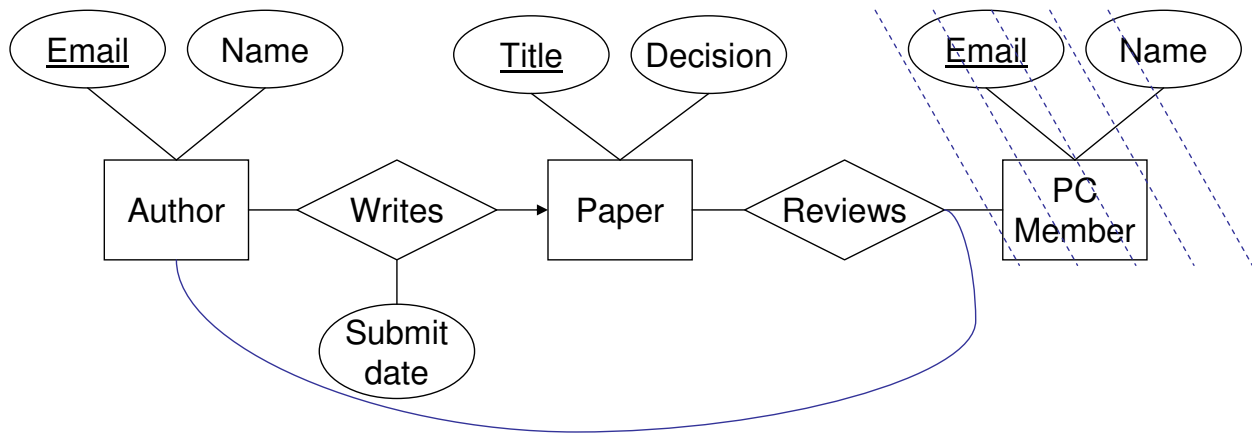 Email
Name
Title
Decision
Email
Name
Author
Writes
Paper
Reviews
PC
Member
Submit
date